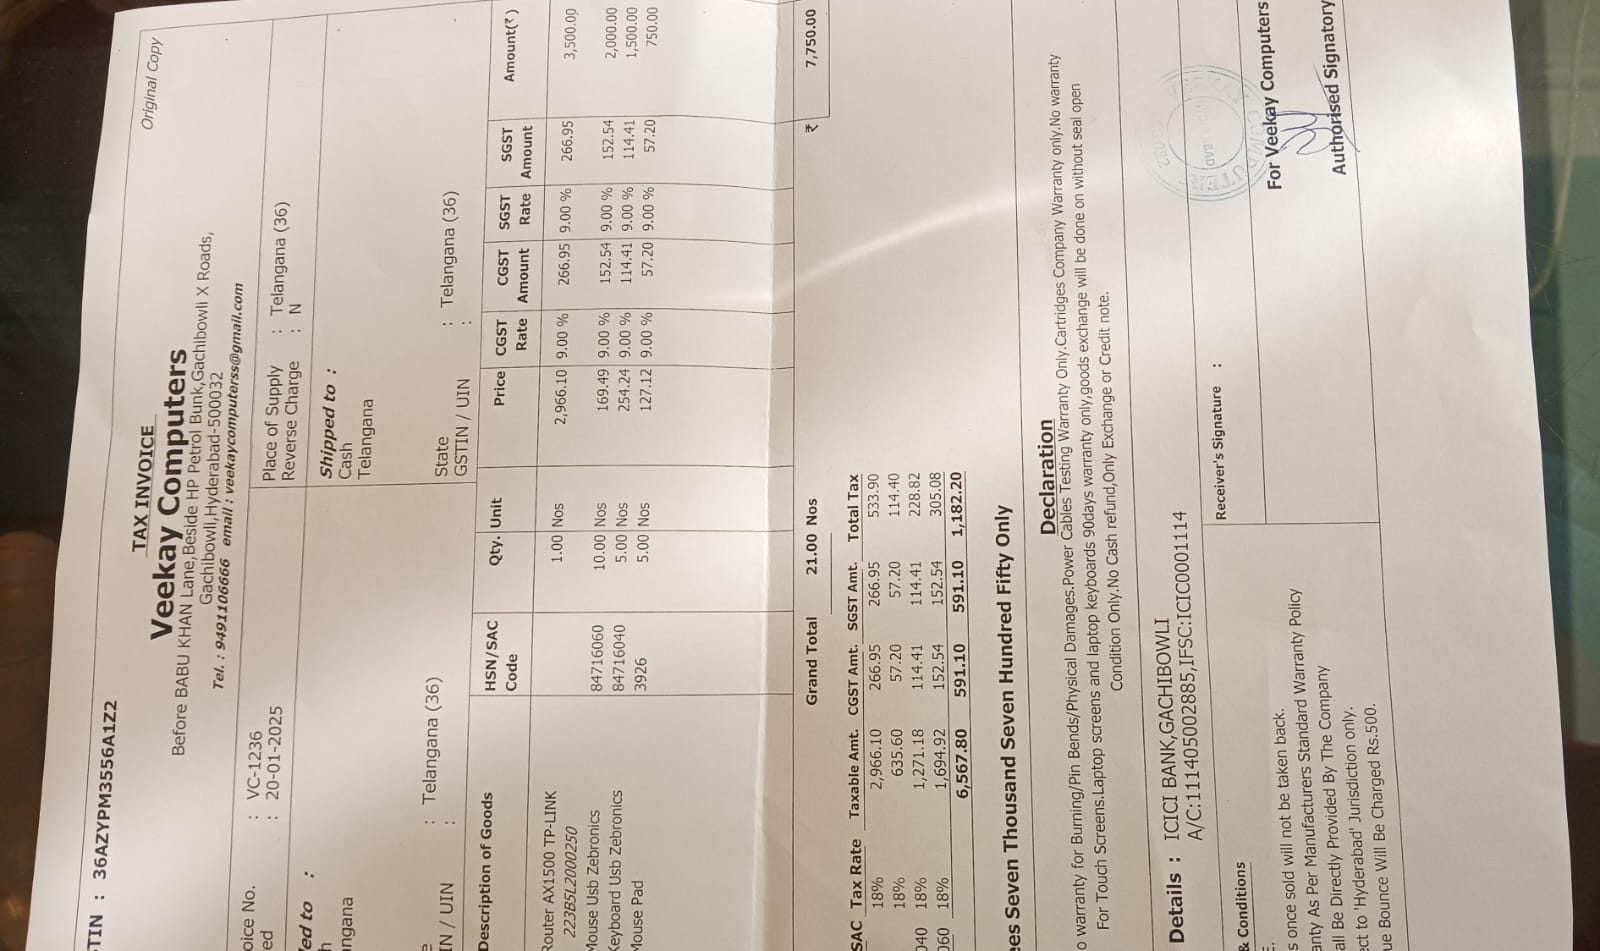 TIN : 36AZYPM3556A1Z2
Original Copy
TAX INVOICE
Veekay Computers
Before BABU KHAN Lane,Beside HP Petrol Bunk,Gachibowli X Roads,
Gachibowli,Hyderabad-500032
Tel. : 9491106666 email : veekaycomputerss@gmail.com
oice No. : VC-1236 Place of Supply : Telangana (36)
ed : 20-01-2025 Reverse Charge : N
ed to : Shipped to :
h Cash
angana Telangana
e : Telangana (36) State : Telangana (36)
N / UIN : GSTIN / UIN :
Description of Goods HSN/SAC Code Qty. Unit Price CGST Rate CGST Amount SGST Rate SGST Amount Amount(₹ )
Router AX1500 TP-LINK 1.00 Nos 2,966.10 9.00 % 266.95 9.00 % 266.95 3,500.00
223B5L2000250
Mouse Usb Zebronics 84716060 10.00 Nos 169.49 9.00 % 152.54 9.00 % 152.54 2,000.00
Keyboard Usb Zebronics 84716040 5.00 Nos 254.24 9.00 % 114.41 9.00 % 114.41 1,500.00
Mouse Pad 3926 5.00 Nos 127.12 9.00 % 57.20 9.00 % 57.20 750.00
Grand Total 21.00 Nos ₹ 7,750.00
SAC Tax Rate Taxable Amt. CGST Amt. SGST Amt. Total Tax
18% 2,966.10 266.95 266.95 533.90
18% 635.60 57.20 57.20 114.40
040 18% 1,271.18 114.41 114.41 228.82
060 18% 1,694.92 152.54 152.54 305.08
6,567.80 591.10 591.10 1,182.20
ees Seven Thousand Seven Hundred Fifty Only
Declaration
o warranty for Burning/Pin Bends/Physical Damages.Power Cables Testing Warranty Only.Cartridges Company Warranty only.No warranty
For Touch Screens.Laptop screens and laptop keyboards 90days warranty only,goods exchange will be done on without seal open
Condition Only.No Cash refund,Only Exchange or Credit note.
Details : ICICI BANK,GACHIBOWLI
A/C:111405002885,IFSC:ICIC0001114
& Conditions Receiver's Signature :
E.
s once sold will not be taken back.
nty As Per Manufacturers Standard Warranty Policy
all Be Directly Provided By The Company
ect to 'Hyderabad' Jurisdiction only.
ue Bounce Will Be Charged Rs.500.
For Veekay Computers
Authorised Signatory